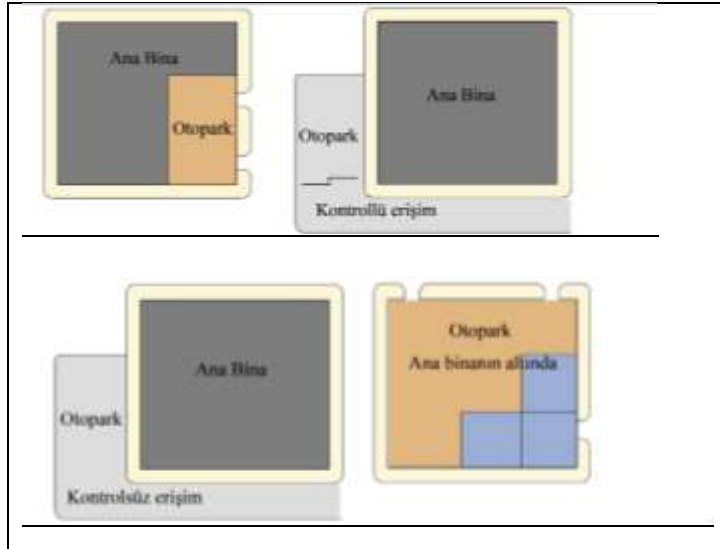 Ana Bina
Otopark
Ana Bina
Otopark
Kontrollü erişim
Ana Bina
Otopark
Kontrolsüz erişim
Otopark
Ana binanın altında